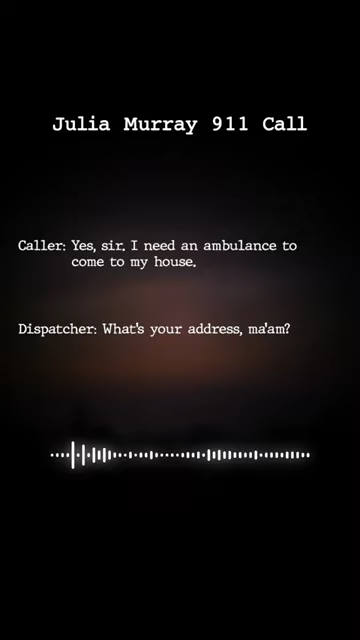 Julia Murray 911 Call
Caller: Yes, sir. I need an ambulance to
come to my house.
Dispatcher: What's your address, ma'am?